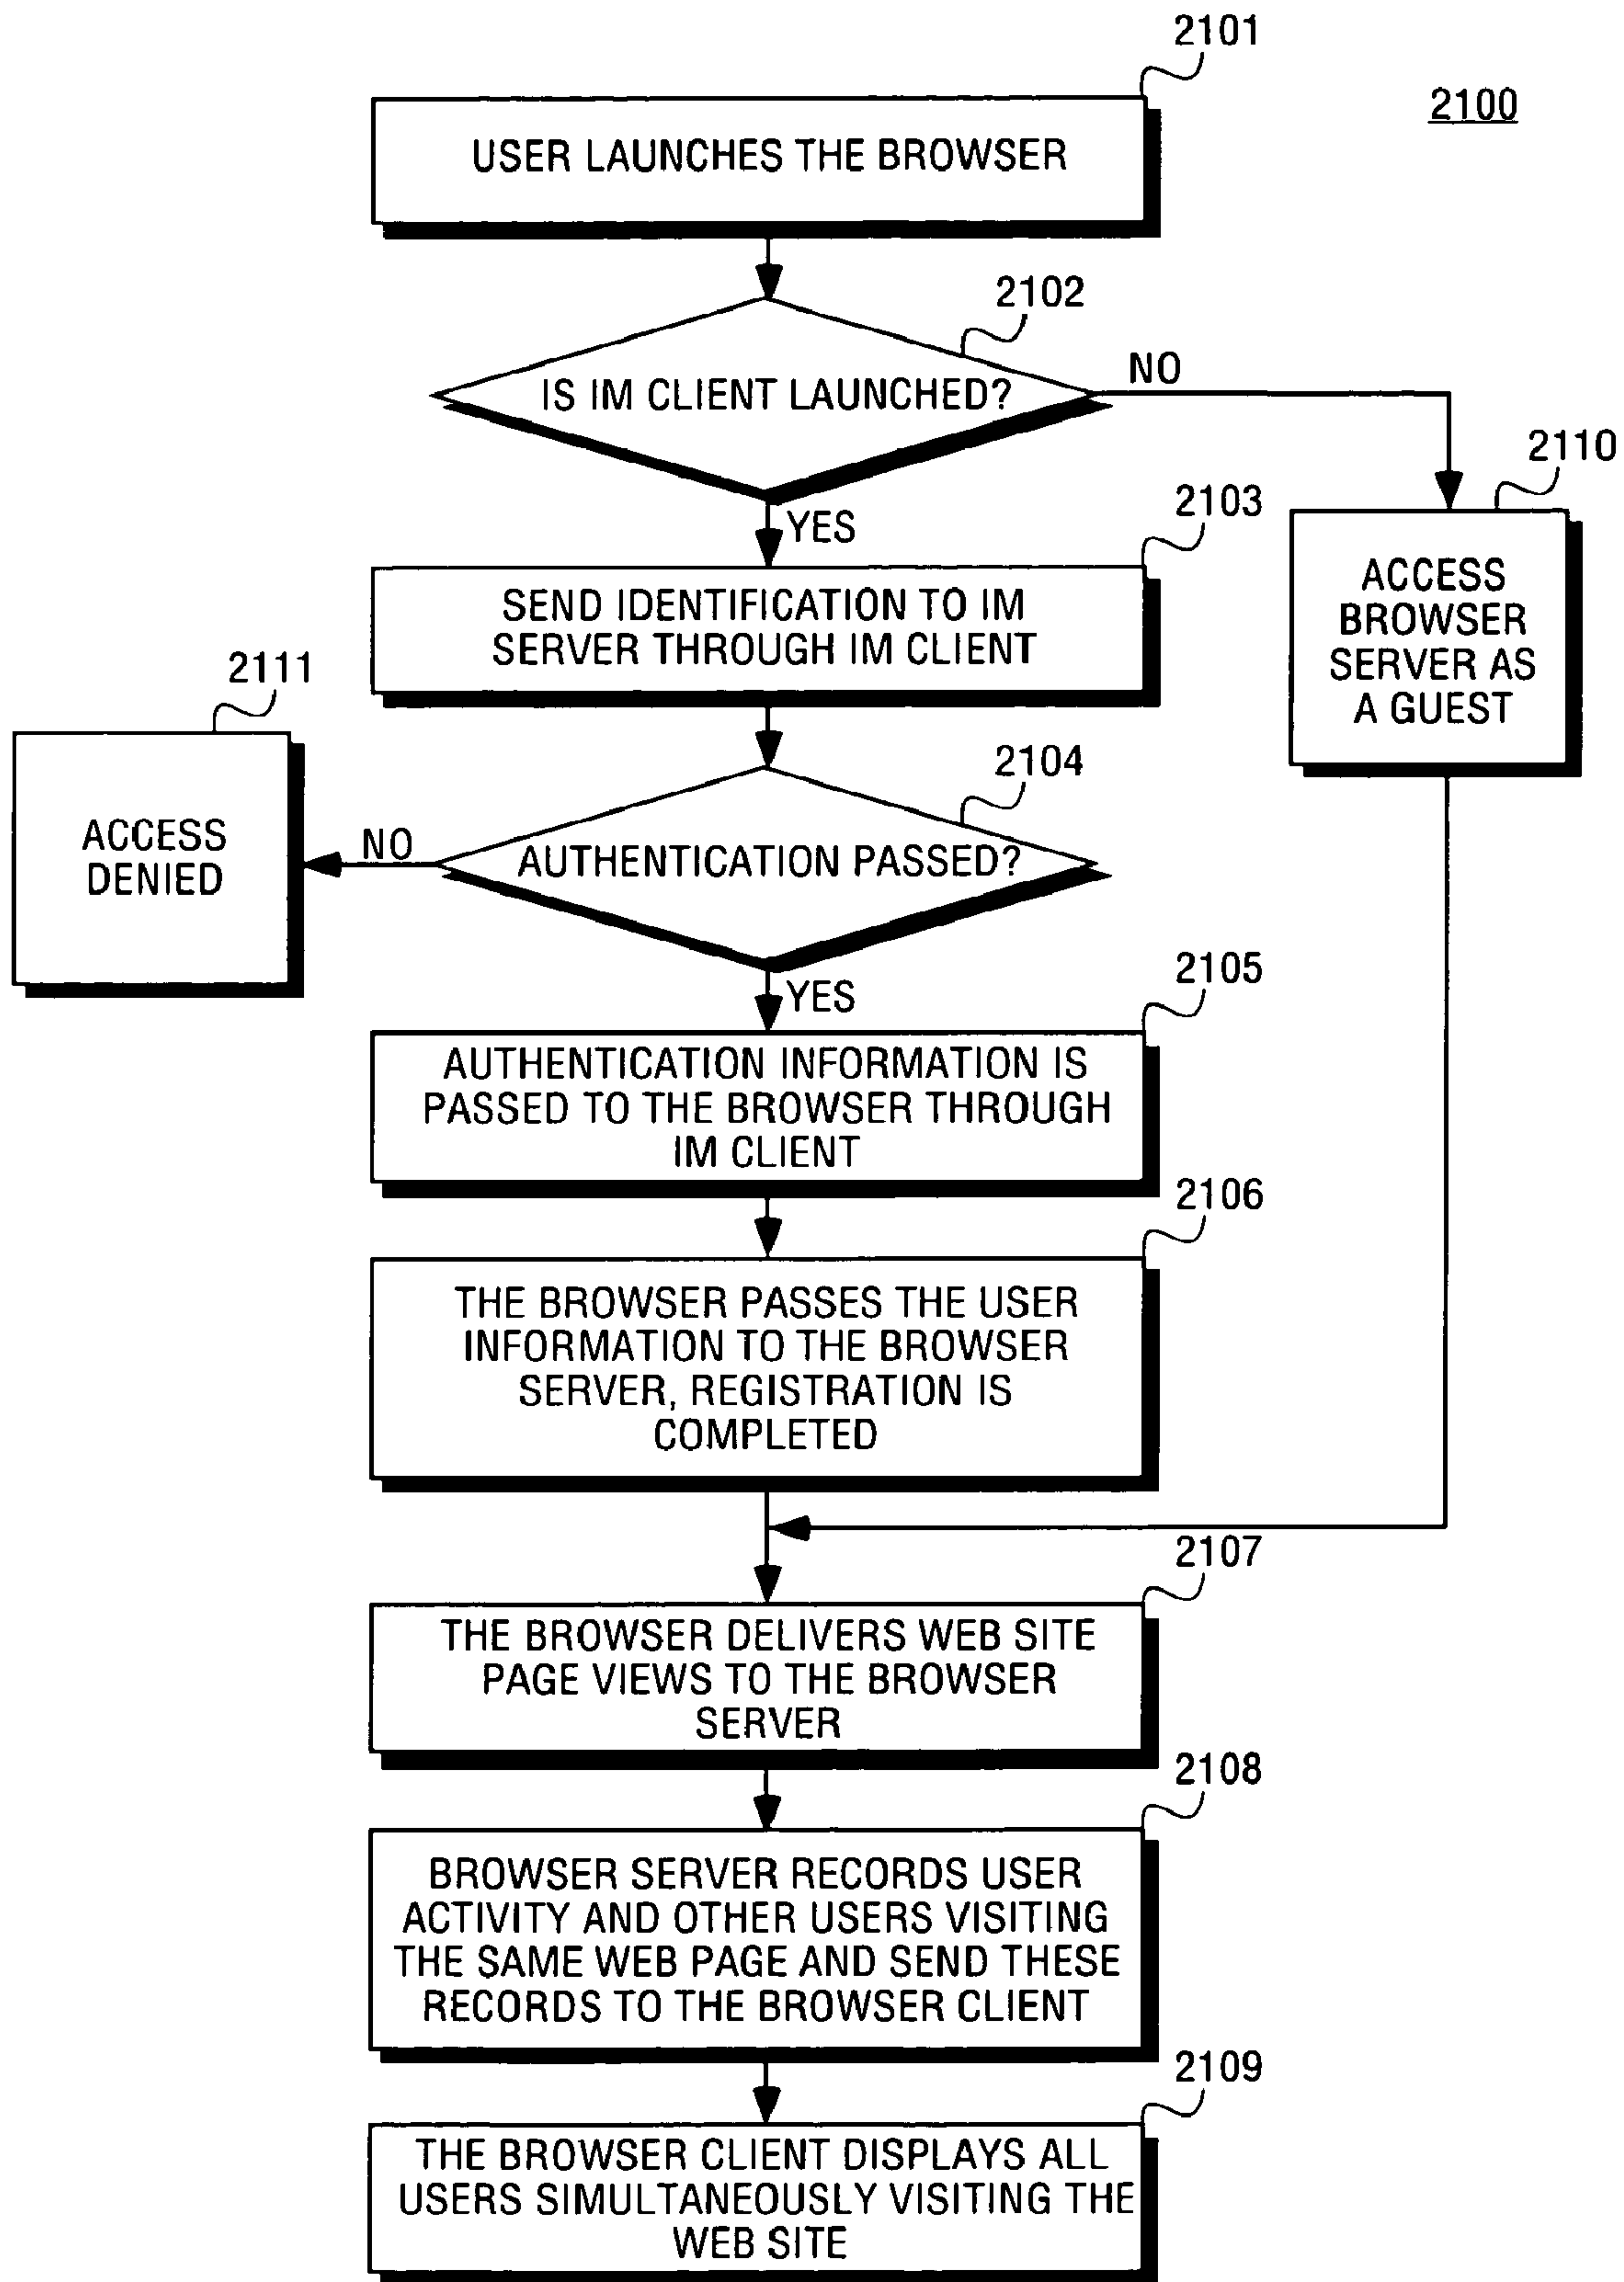 2101
2100
USER LAUNCHES THE BROWSER
2102
IS IM CLIENT LAUNCHED?
NO
2110
YES
2103
SEND IDENTIFICATION TO IM
SERVER THROUGH IM CLIENT
ACCESS
BROWSER
SERVER AS
A GUEST
2111
ACCESS
DENIED
NO
2104
AUTHENTICATION PASSED?
YES
2105
AUTHENTICATION INFORMATION IS
PASSED TO THE BROWSER THROUGH
IM CLIENT
2106
THE BROWSER PASSES THE USER
INFORMATION TO THE BROWSER
SERVER, REGISTRATION IS
COMPLETED
2107
THE BROWSER DELIVERS WEB SITE
PAGE VIEWS TO THE BROWSER
SERVER
2108
BROWSER SERVER RECORDS USER
ACTIVITY AND OTHER USERS VISITING
THE SAME WEB PAGE AND SEND THESE
RECORDS TO THE BROWSER CLIENT
2109
THE BROWSER CLIENT DISPLAYS ALL
USERS SIMULTANEOUSLY VISITING THE
WEB SITE